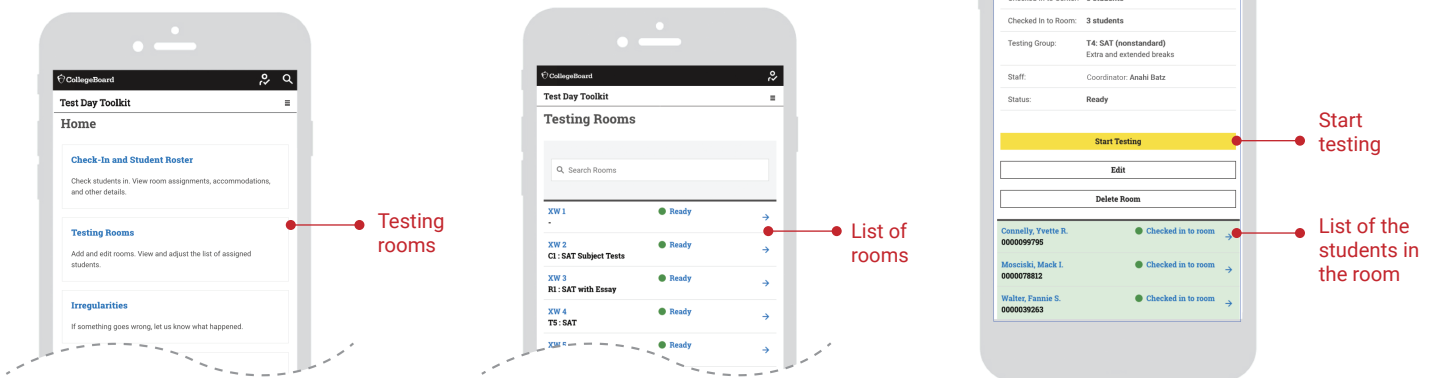 CollegeBoard
Test Day Toolkit
Home
Check-In and Student Roster
Check students in. View room assignments, accommodations,
and other details.
Testing Rooms
Add and edit rooms. View and adjust the list of assigned
students.
Irregularities
If something goes wrong, let us know what happened.
Testing
rooms
CollegeBoard
Test Day Toolkit
Testing Rooms
Search Rooms
XW 1 Ready
-
XW 2 Ready
C1 : SAT Subject Tests
XW 3 Ready
R1 : SAT with Essay
XW 4 Ready
T5 : SAT
XW 5 Ready
List of
rooms
Checked In to Room: 3 students
Testing Group: T4: SAT (nonstandard)
Extra and extended breaks
Staff: Coordinator: Anahi Batz
Status: Ready
Start Testing
Edit
Delete Room
Connelly, Yvette R. Checked in to room
0000099795
Mosciski, Mack I. Checked in to room
0000078812
Walter, Fannie S. Checked in to room
0000039263
Start
testing
List of the
students in
the room